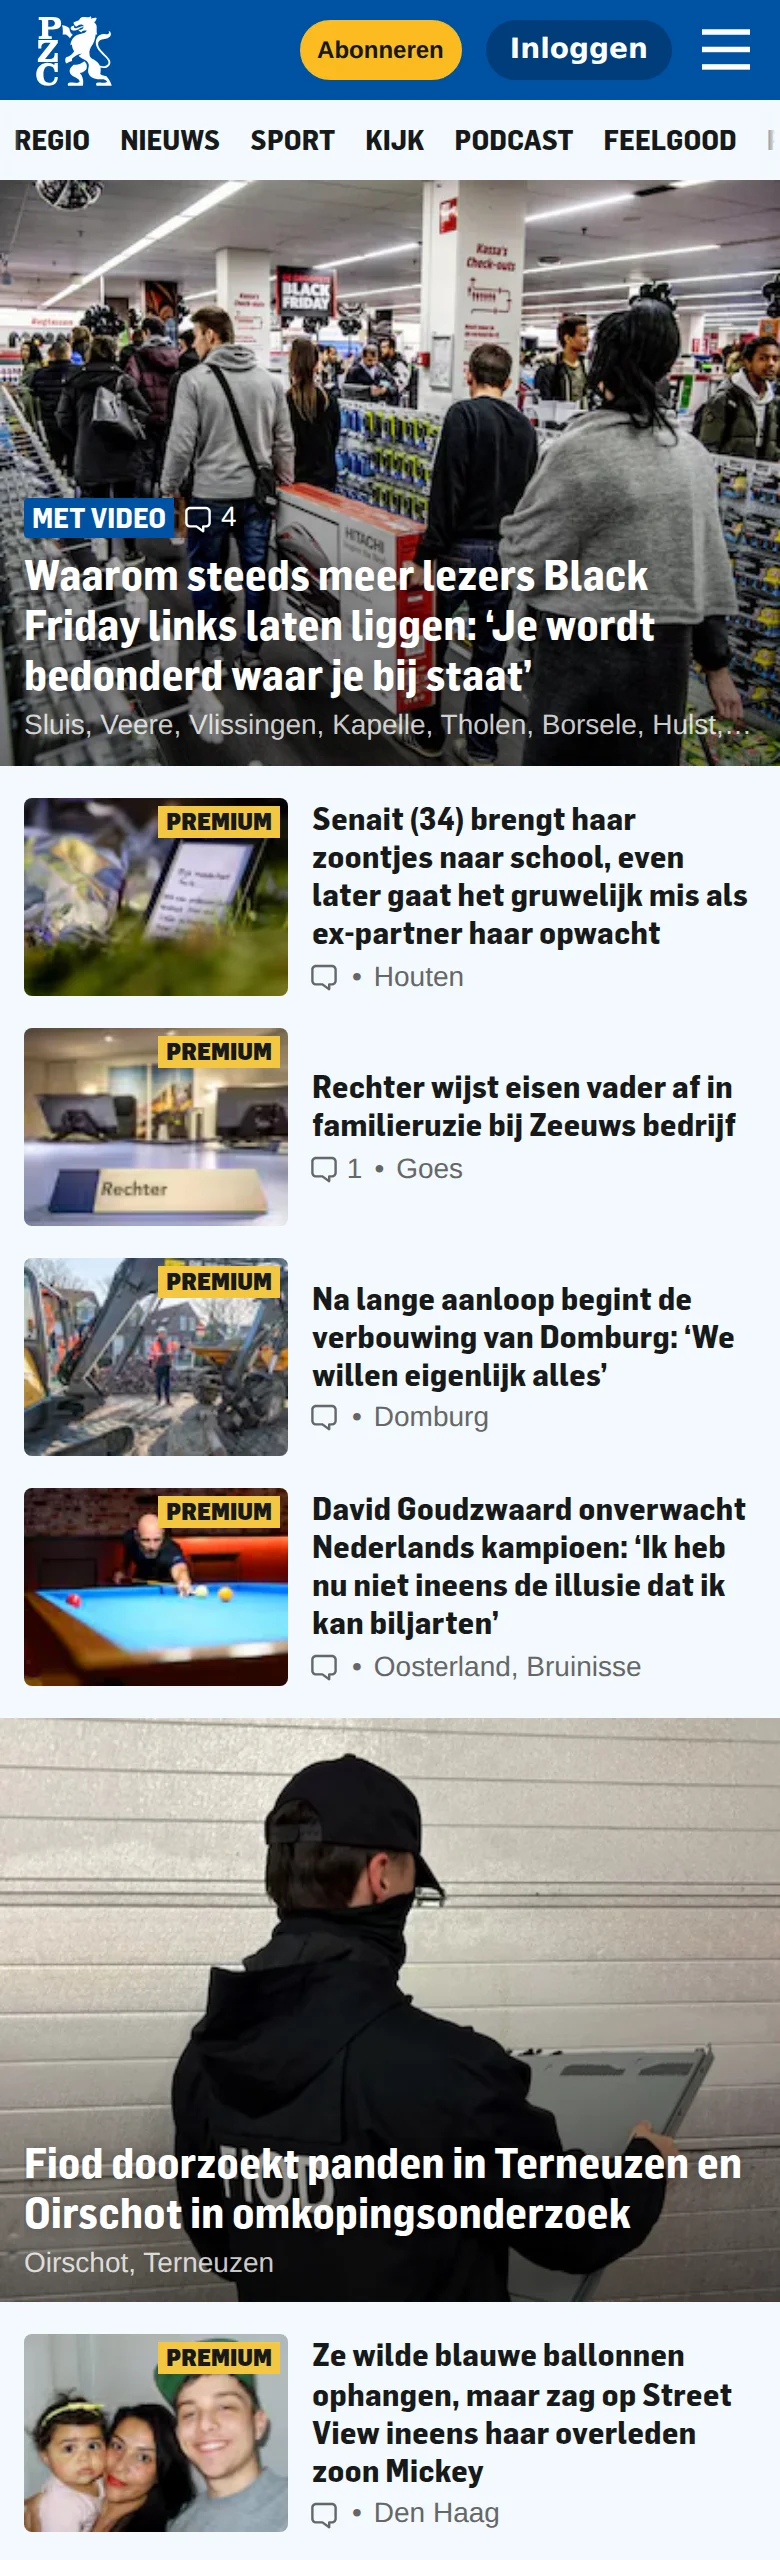 PZC
Abonneren
Inloggen
REGIO NIEUWS SPORT KIJK PODCAST FEELGOOD
Kassa's
Check-outs
Kassa's
Check-outs
BLACK
FRIDAY
HITACHI
MET VIDEO 4
Waarom steeds meer lezers Black
Friday links laten liggen: ‘Je wordt
bedonderd waar je bij staat’
Sluis, Veere, Vlissingen, Kapelle, Tholen, Borsele, Hulst,…
PREMIUM
Senait (34) brengt haar
zoontjes naar school, even
later gaat het gruwelijk mis als
ex-partner haar opwacht
• Houten
PREMIUM
Rechter
Rechter wijst eisen vader af in
familieruzie bij Zeeuws bedrijf
1 • Goes
PREMIUM
Na lange aanloop begint de
verbouwing van Domburg: ‘We
willen eigenlijk alles’
• Domburg
PREMIUM
David Goudzwaard onverwacht
Nederlands kampioen: ‘Ik heb
nu niet ineens de illusie dat ik
kan biljarten’
• Oosterland, Bruinisse
FIOD
Fiod doorzoekt panden in Terneuzen en
Oirschot in omkopingsonderzoek
Oirschot, Terneuzen
PREMIUM
Ze wilde blauwe ballonnen
ophangen, maar zag op Street
View ineens haar overleden
zoon Mickey
• Den Haag